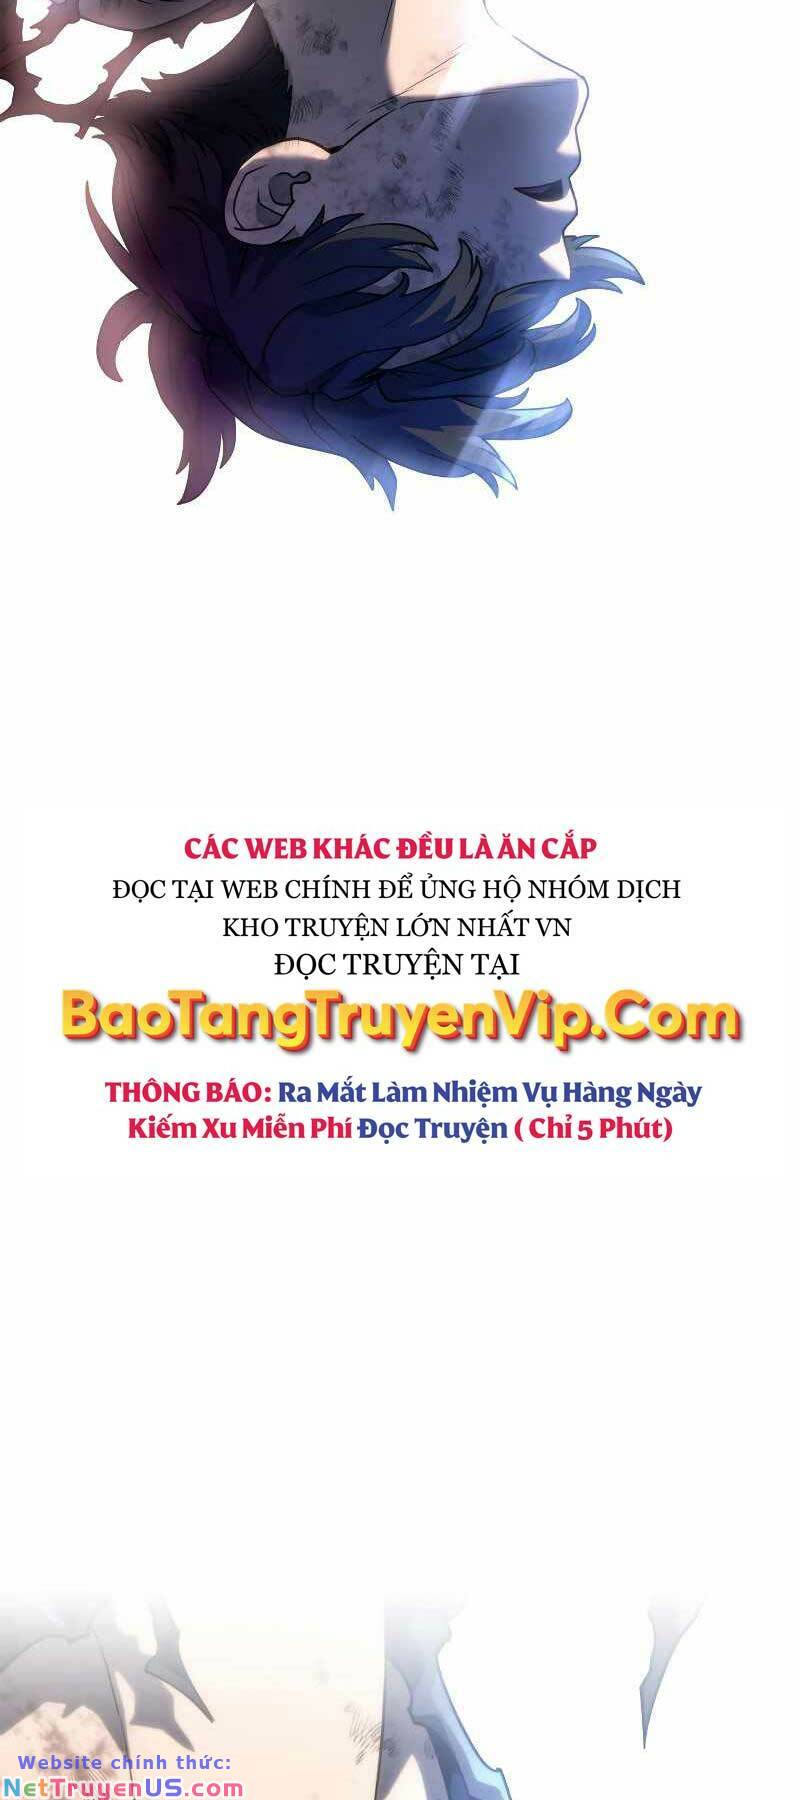 CÁC WEB KHÁC ĐỀU LÀ ĂN CẮP
ĐỌC TẠI WEB CHÍNH ĐỂ ỦNG HỘ NHÓM DỊCH
KHO TRUYỆN LỚN NHẤT VN
ĐỌC TRUYỆN TẠI
BaoTangTruyenVip.Com
THÔNG BÁO: Ra Mắt Làm Nhiệm Vụ Hàng Ngày
Kiếm Xu Miễn Phí Đọc Truyện ( Chỉ 5 Phút)
Website chính thức:
NetTruyenUS.com